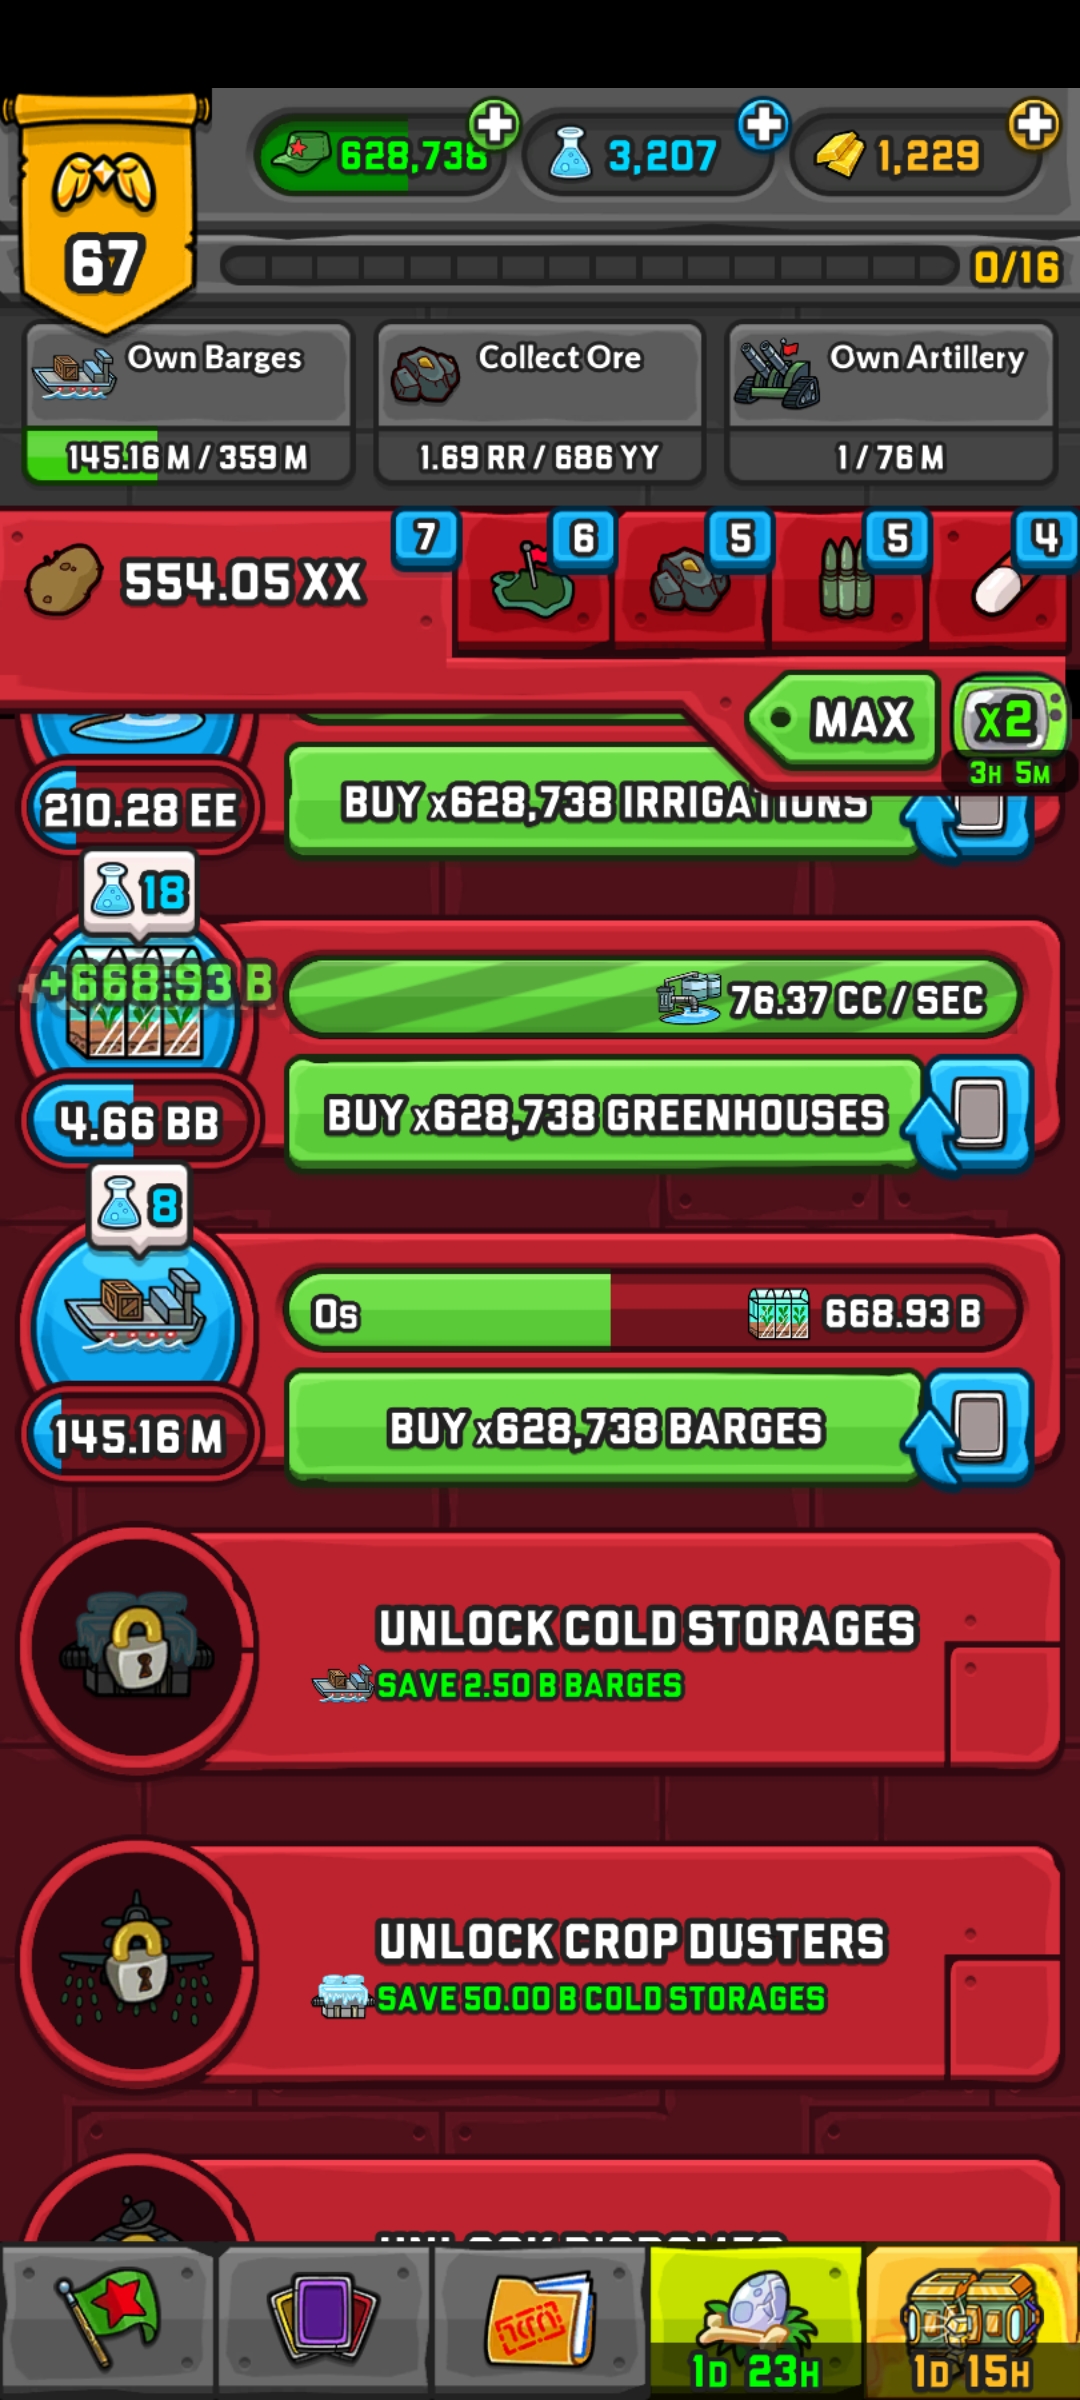 628,738
3,207
1,229
67
0/16
Own Barges
145.16 M / 359 M
Collect Ore
1.69 RR / 686 YY
Own Artillery
1 / 76 M
554.05 XX
7
6
5
5
4
MAX
x2
3H 5M
210.28 EE
BUY x628,738 IRRIGATIONS
18
+668.93 B
76.37 CC / SEC
4.66 BB
BUY x628,738 GREENHOUSES
8
0s
668.93 B
145.16 M
BUY x628,738 BARGES
UNLOCK COLD STORAGES
SAVE 2.50 B BARGES
UNLOCK CROP DUSTERS
SAVE 50.00 B COLD STORAGES
1D 23H
1D 15H